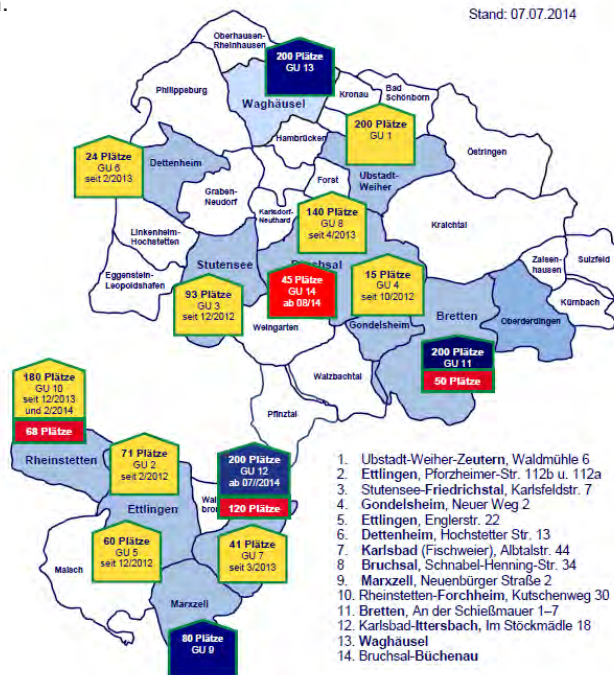 Stand: 07.07.2014
Oberhausen-
Rheinhausen
200 Plätze
GU 13
Philippsburg
Waghäusel
Kronau
Bad
Schönborn
Hambrücken
200 Plätze
GU 1
Östringen
24 Plätze
GU 6
seit 2/2013
Dettenheim
Graben-
Neudorf
Forst
Ubstadt-
Weiher
Karlsdorf-
Neuthard
140 Plätze
GU 8
seit 4/2013
Kraichtal
Linkenheim-
Hochstetten
Stutensee
Bruchsal
Zaisen-
hausen
Sulzfeld
Eggenstein-
Leopoldshafen
93 Plätze
GU 3
seit 12/2012
45 Plätze
GU 14
ab 08/14
15 Plätze
GU 4
seit 10/2012
Bretten
Oberderdingen
Kürnbach
Weingarten
Gondelsheim
200 Plätze
GU 11
50 Plätze
Walzbachtal
180 Plätze
GU 10
seit 12/2013
und 2/2014
68 Plätze
Pfinztal
Rheinstetten
71 Plätze
GU 2
seit 2/2012
200 Plätze
GU 12
ab 07//2014
120 Plätze
Wal
bron
Ettlingen
60 Plätze
GU 5
seit 12/2012
41 Plätze
GU 7
seit 3/2013
Malsch
Marxzell
80 Plätze
GU 9
1. Ubstadt-Weiher-Zeutern, Waldmühle 6
2. Ettlingen, Pforzheimer-Str. 112b u. 112a
3. Stutensee-Friedrichstal, Karlsfeldstr. 7
4. Gondelsheim, Neuer Weg 2
5. Ettlingen, Englerstr. 22
6. Dettenheim, Hochstetter Str. 13
7. Karlsbad (Fischweier), Albtalstr. 44
8 Bruchsal, Schnabel-Henning-Str. 34
9. Marxzell, Neuenbürger Straße 2
10. Rheinstetten-Forchheim, Kutschenweg 30
11. Bretten, An der Schießmauer 1–7
12. Karlsbad-Ittersbach, Im Stöckmädle 18
13. Waghäusel
14. Bruchsal-Büchenau